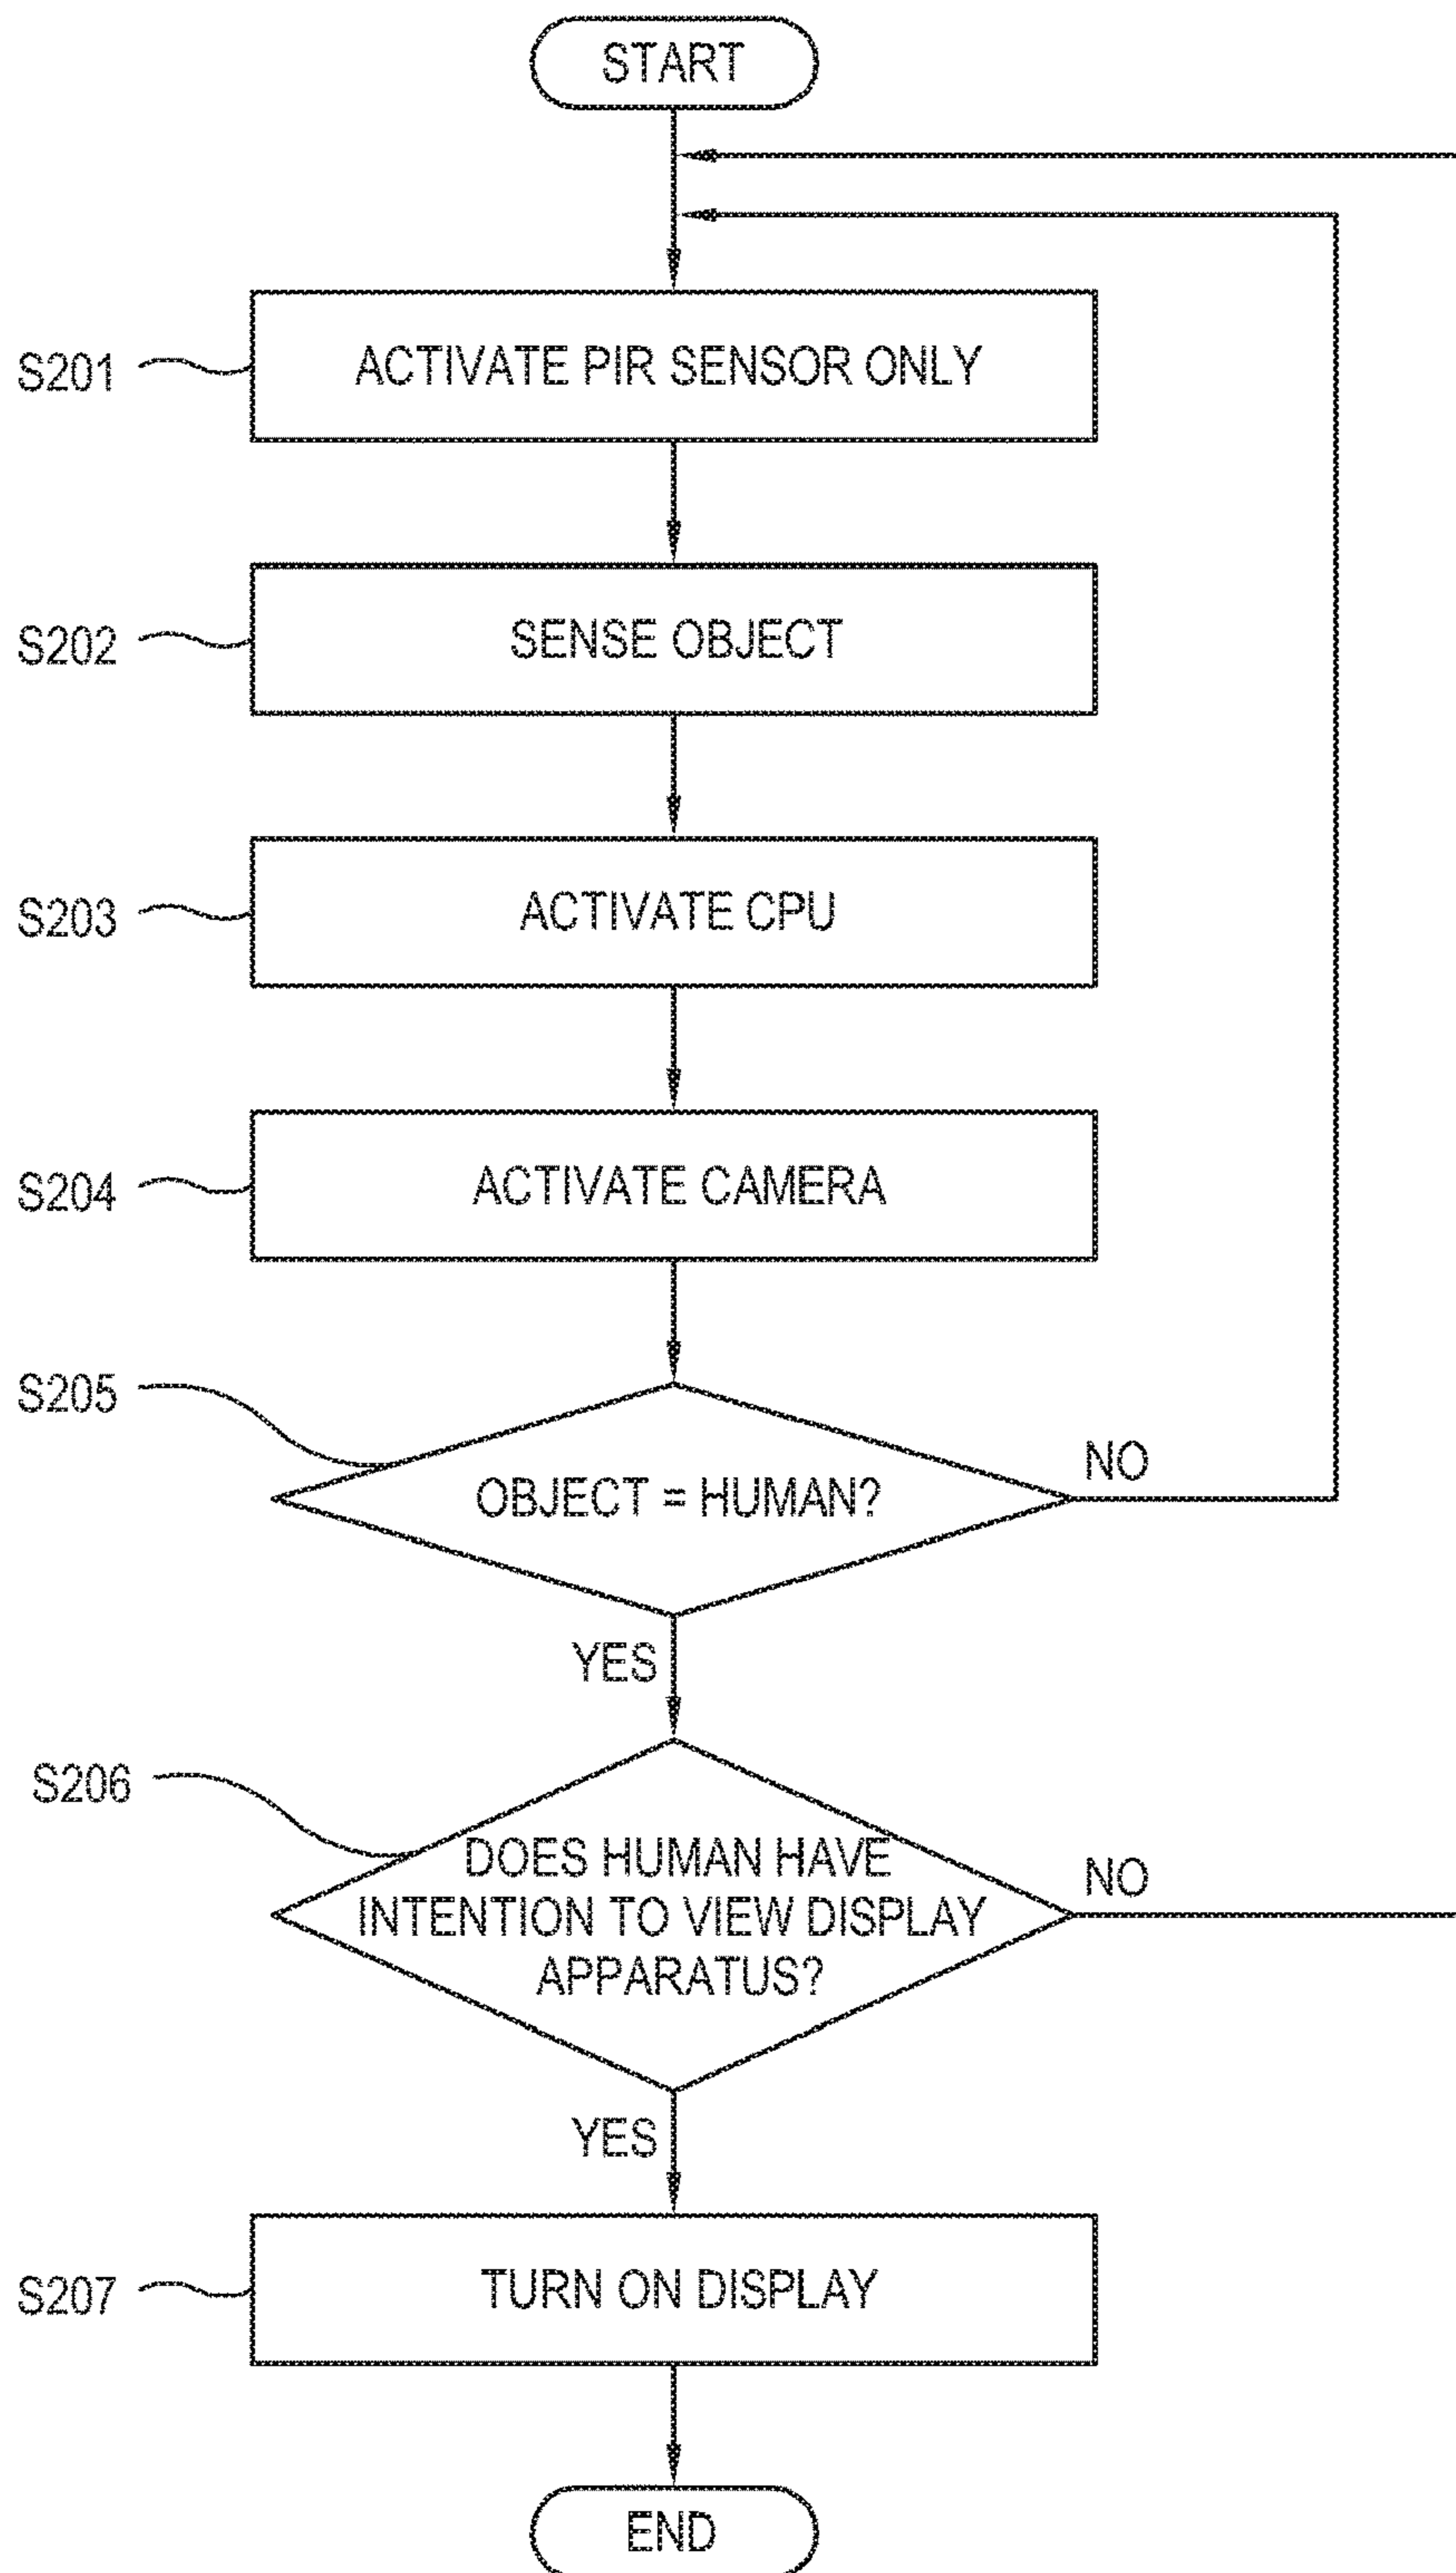 START
S201
ACTIVATE PIR SENSOR ONLY
S202
SENSE OBJECT
S203
ACTIVATE CPU
S204
ACTIVATE CAMERA
S205
OBJECT = HUMAN?
NO
YES
S206
DOES HUMAN HAVE
INTENTION TO VIEW DISPLAY
APPARATUS?
NO
YES
S207
TURN ON DISPLAY
END